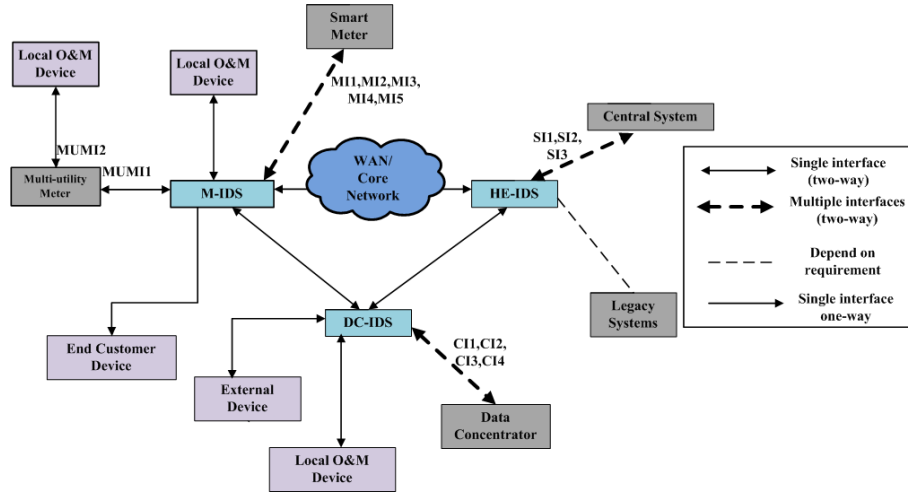 Smart
Meter
Local O&M
Device
Local O&M
Device
MI1,MI2,MI3,
MI4,MI5
Central System
SI1,SI2,
SI3
MUMI2
MUMI1
Multi-utility
Meter
M-IDS
WAN/
Core
Network
HE-IDS
Single interface
(two-way)
Multiple interfaces
(two-way)
Depend on
requirement
Single interface
one-way
Legacy
Systems
DC-IDS
End Customer
Device
CI1,CI2,
CI3,CI4
External
Device
Data
Concentrator
Local O&M
Device